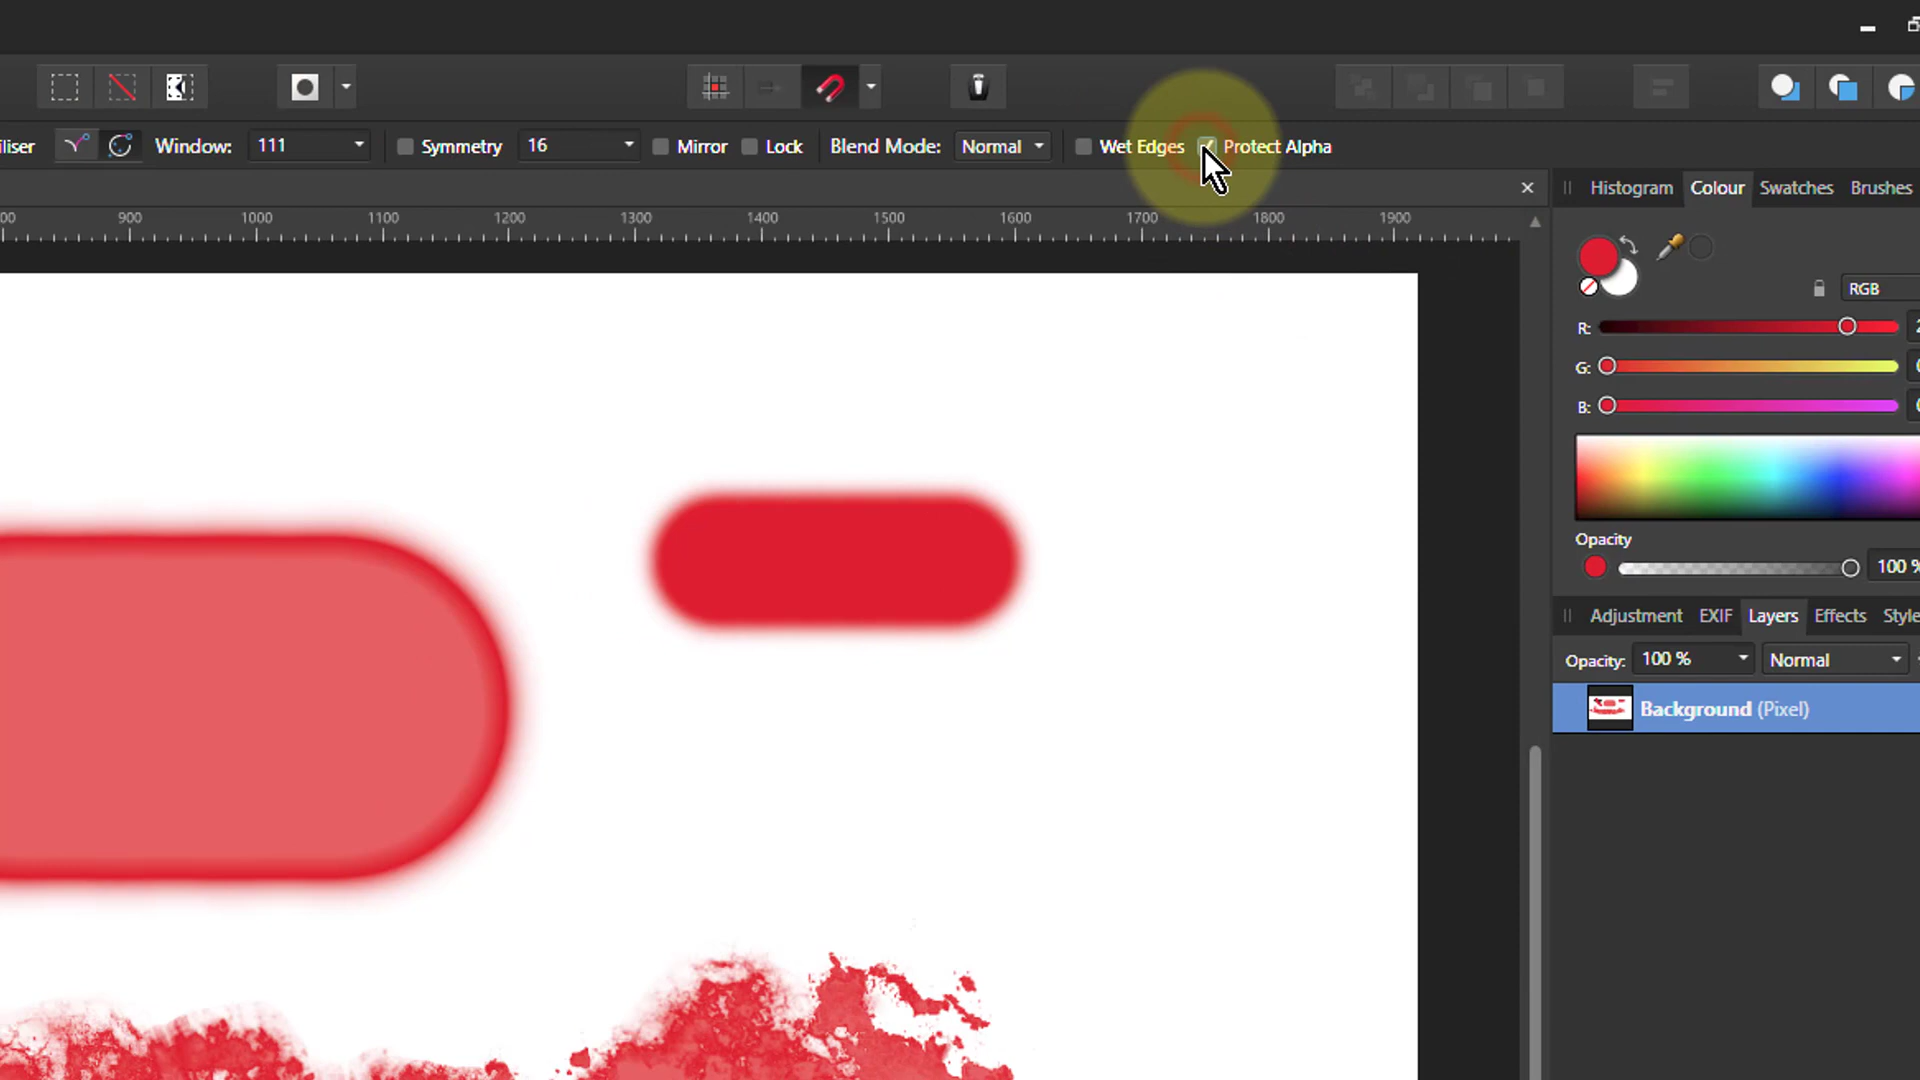 iliser Window: 111 Symmetry 16 Mirror Lock Blend Mode: Normal Wet Edges Protect Alpha
Histogram Colour Swatches Brushes
00 900 1000 1100 1200 1300 1400 1500 1600 1700 1800 1900
RGB
R: 2
G:
B:
Opacity
100 %
Adjustment EXIF Layers Effects Style
Opacity: 100 % Normal
Background (Pixel)